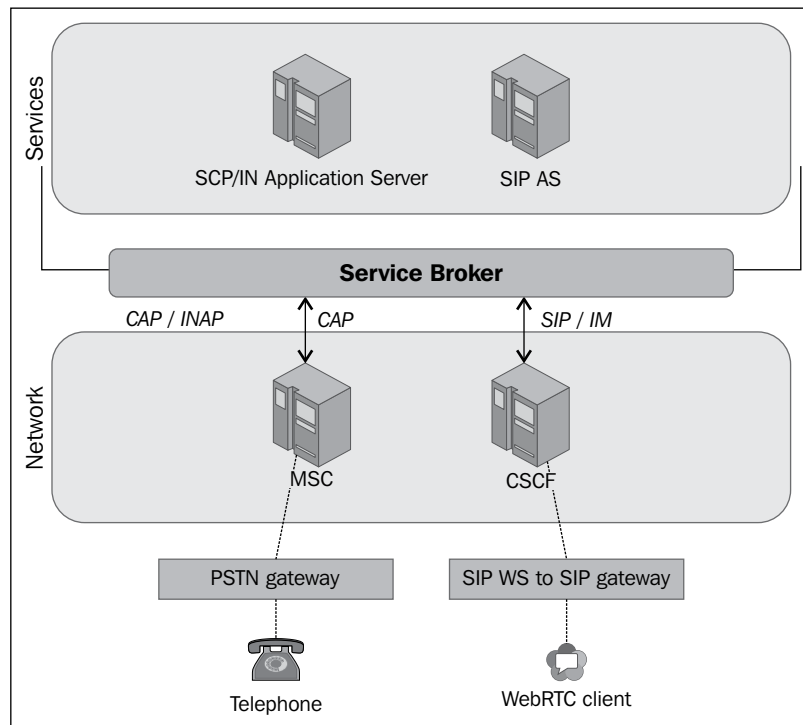 Services
SCP/IN Application Server
SIP AS
Service Broker
CAP / INAP
CAP
SIP / IM
Network
MSC
CSCF
PSTN gateway
SIP WS to SIP gateway
Telephone
WebRTC client